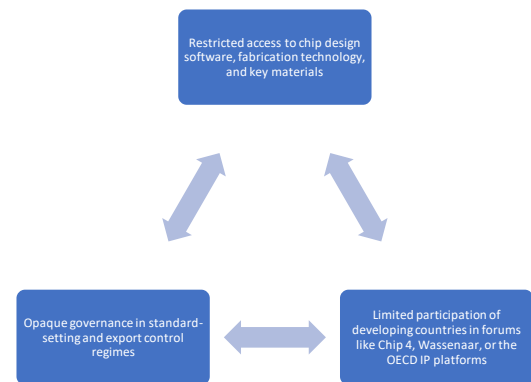 Restricted access to chip design
software, fabrication technology,
and key materials
Opaque governance in standard-
setting and export control
regimes
Limited participation of
developing countries in forums
like Chip 4, Wassenaar, or the
OECD IP platforms